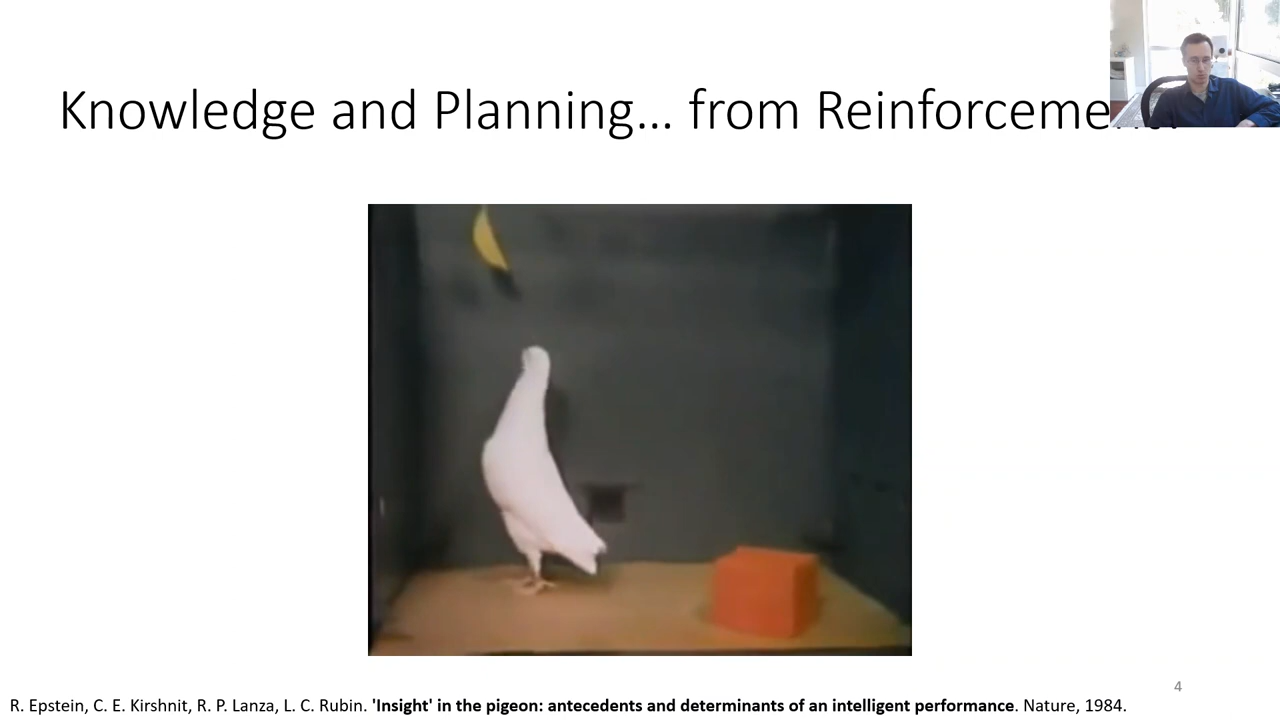 Knowledge and Planning… from Reinforceme
4
R. Epstein, C. E. Kirshnit, R. P. Lanza, L. C. Rubin. 'Insight' in the pigeon: antecedents and determinants of an intelligent performance. Nature, 1984.